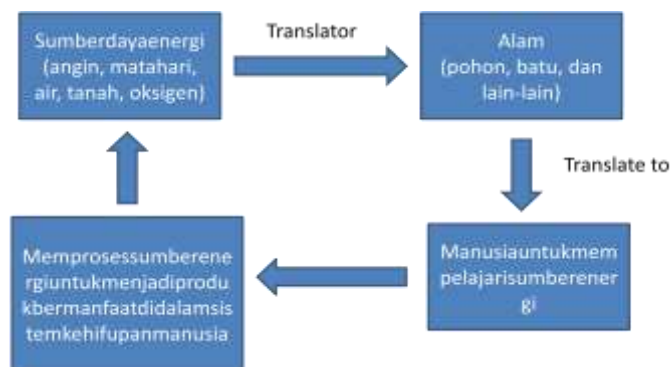 Sumberdayaenergi
(angin, matahari,
air, tanah, oksigen)
Translator
Alam
(pohon, batu, dan
lain-lain)
Translate to
Manusiauntukmem
pelajarisumberener
gi
Memprosessumberene
rgiuntukmenjadiprodu
kbermanfaatdidalamsis
temkehifupanmanusia